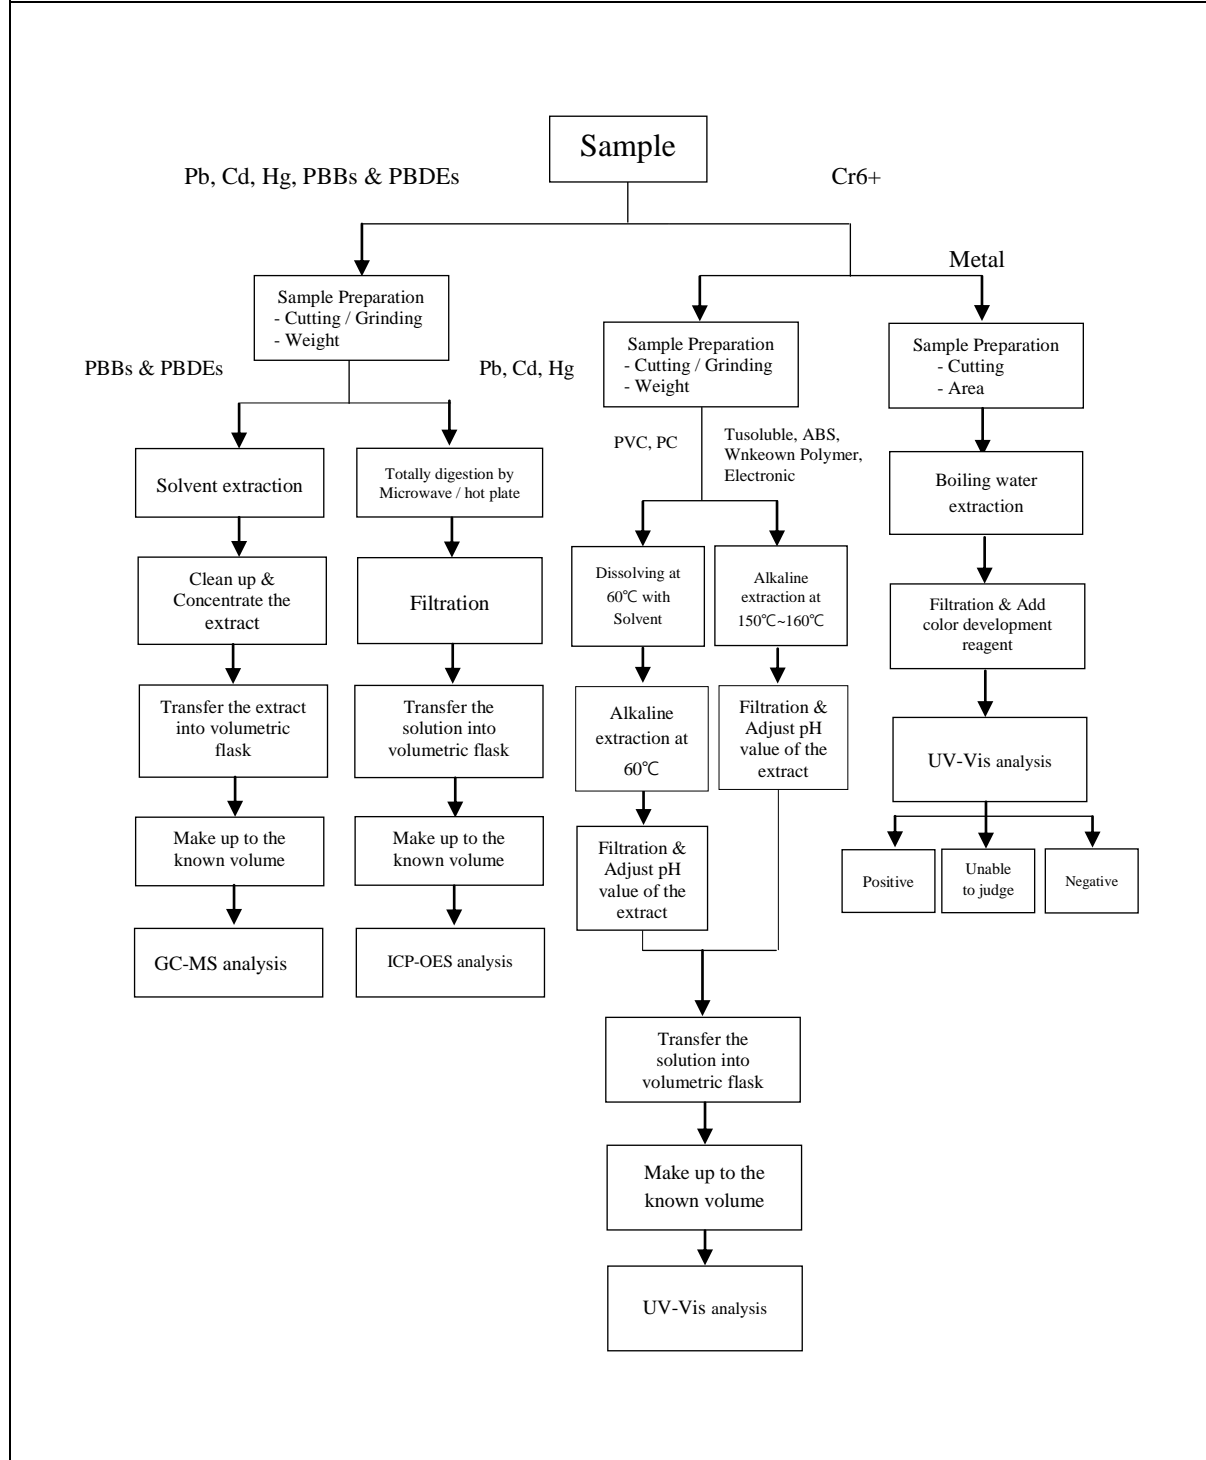 Sample
Pb, Cd, Hg, PBBs & PBDEs
Cr6+
Metal
Sample Preparation
- Cutting / Grinding
- Weight
PBBs & PBDEs
Pb, Cd, Hg
Sample Preparation
- Cutting / Grinding
- Weight
Sample Preparation
- Cutting
- Area
PVC, PC
Tusoluble, ABS,
Wnkeown Polymer,
Electronic
Solvent extraction
Totally digestion by
Microwave / hot plate
Boiling water
extraction
Clean up &
Concentrate the
extract
Filtration
Dissolving at
60℃ with
Solvent
Alkaline
extraction at
150℃~160℃
Filtration & Add
color development
reagent
Transfer the extract
into volumetric
flask
Transfer the
solution into
volumetric flask
Alkaline
extraction at
60℃
Filtration &
Adjust pH
value of the
extract
UV-Vis analysis
Make up to the
known volume
Make up to the
known volume
Filtration &
Adjust pH
value of the
extract
Positive
Unable
to judge
Negative
GC-MS analysis
ICP-OES analysis
Transfer the
solution into
volumetric flask
Make up to the
known volume
UV-Vis analysis